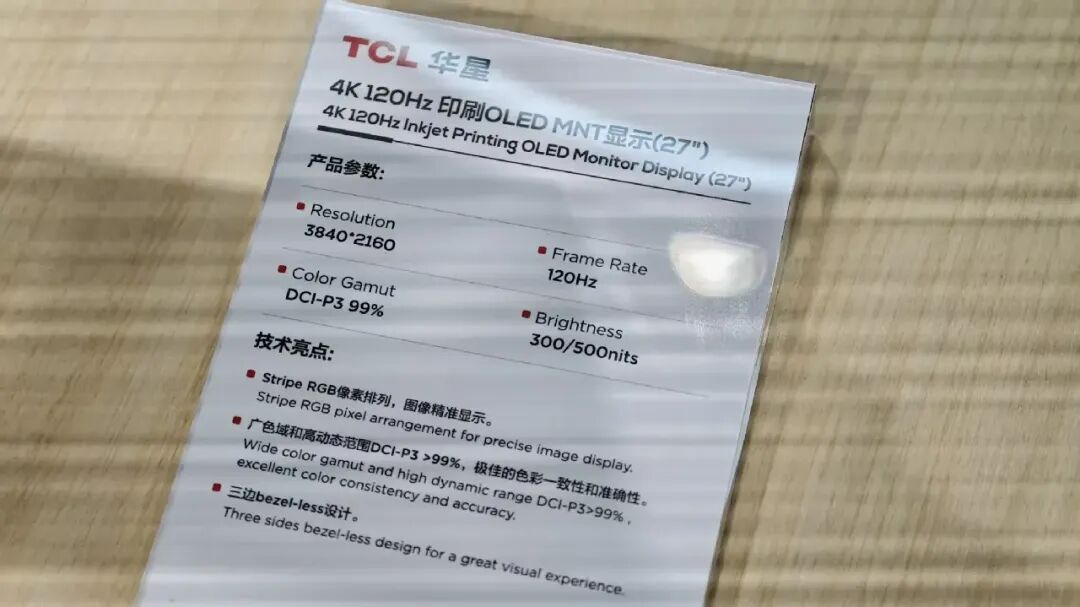 TCL 华星
4K 120Hz 印刷OLED MNT显示(27")
4K 120Hz Inkjet Printing OLED Monitor Display (27")
产品参数:
Resolution
3840*2160
Frame Rate
120Hz
Color Gamut
DCI-P3 99%
Brightness
300/500nits
技术亮点:
Stripe RGB像素排列，图像精准显示。
Stripe RGB pixel arrangement for precise image display.
广色域和高动态范围DCI-P3 >99%，极佳的色彩一致性和准确性。
Wide color gamut and high dynamic range DCI-P3>99% ,
excellent color consistency and accuracy.
三边bezel-less设计。
Three sides bezel-less design for a great visual experience.